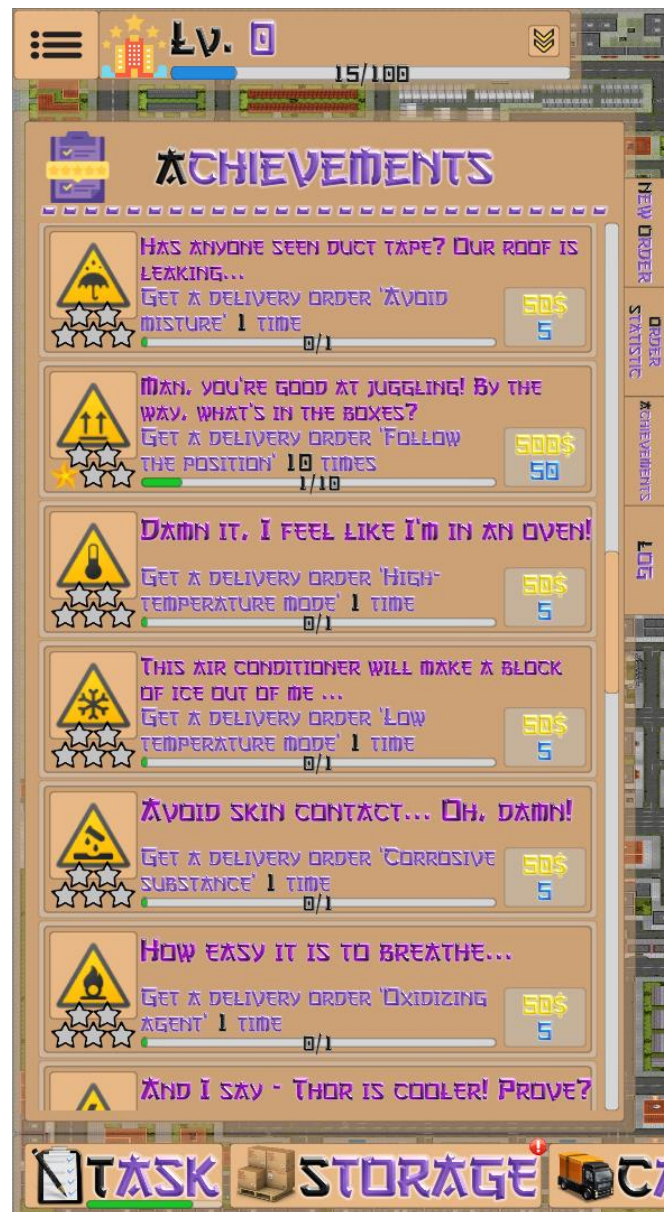 Lv. 0
15/100
Achievements
Has anyone seen duct tape? Our roof is
leaking...
Get a delivery order 'Avoid
misture' 1 time
50$
5
0/1
Man, you're good at juggling! By the
way, what's in the boxes?
Get a delivery order 'Follow
the position' 10 times
500$
50
1/10
Damn it, I feel like I'm in an oven!
Get a delivery order 'High-
temperature mode' 1 time
50$
5
0/1
This air conditioner will make a block
of ice out of me ...
Get a delivery order 'Low
temperature mode' 1 time
50$
5
0/1
Avoid skin contact... Oh, damn!
Get a delivery order 'Corrosive
substance' 1 time
50$
5
0/1
How easy it is to breathe...
Get a delivery order 'Oxidizing
agent' 1 time
50$
5
0/1
And I say - Thor is cooler! Prove?
New Order
Order
Statistic
Achievements
Log
Task
Storage